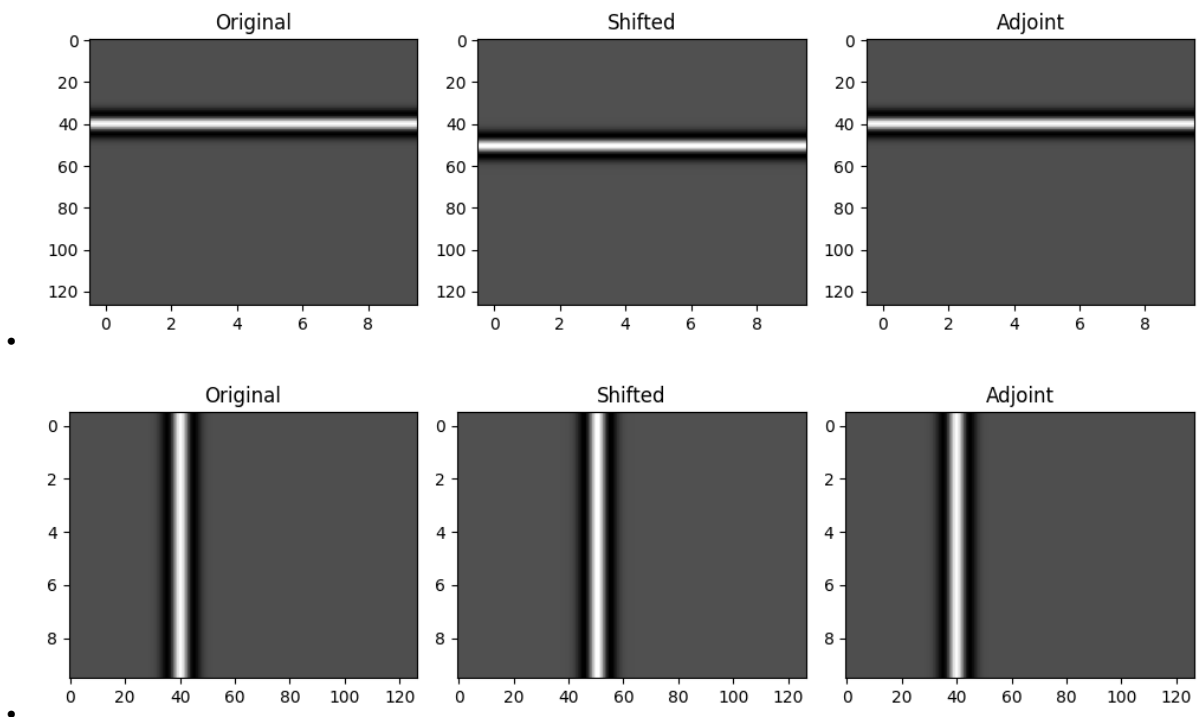 Original Shifted Adjoint
0 0 0
20 20 20
40 40 40
60 60 60
80 80 80
100 100 100
120 120 120
0 2 4 6 8 0 2 4 6 8 0 2 4 6 8
Original Shifted Adjoint
0 0 0
2 2 2
4 4 4
6 6 6
8 8 8
0 20 40 60 80 100 120 0 20 40 60 80 100 120 0 20 40 60 80 100 120